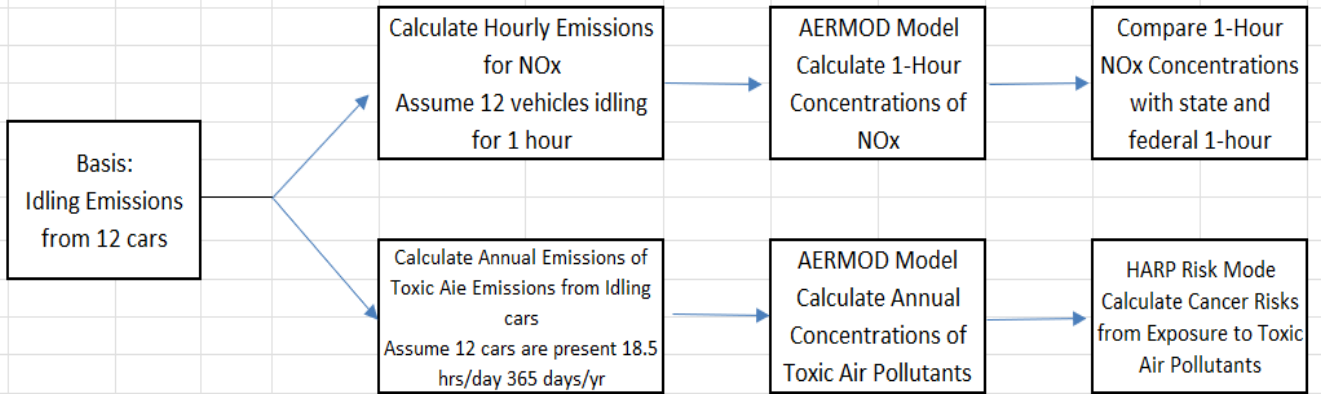 Basis:
Idling Emissions
from 12 cars
Calculate Hourly Emissions
for NOx
Assume 12 vehicles idling
for 1 hour
AERMOD Model
Calculate 1-Hour
Concentrations of
NOx
Compare 1-Hour
NOx Concentrations
with state and
federal 1-hour
Calculate Annual Emissions of
Toxic Aie Emissions from Idling
cars
Assume 12 cars are present 18.5
hrs/day 365 days/yr
AERMOD Model
Calculate Annual
Concentrations of
Toxic Air Pollutants
HARP Risk Mode
Calculate Cancer Risks
from Exposure to Toxic
Air Pollutants